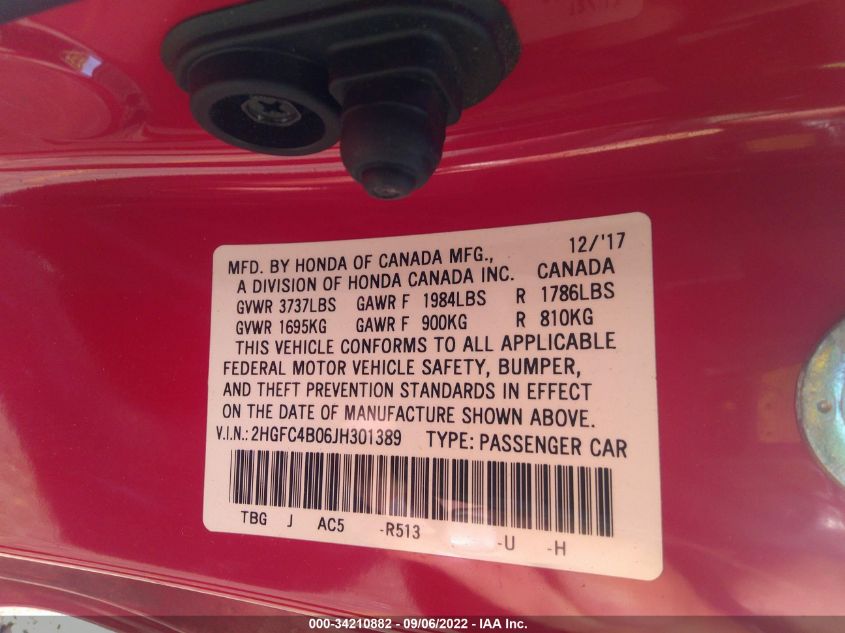 MFD. BY HONDA OF CANADA MFG., 12/'17
A DIVISION OF HONDA CANADA INC. CANADA
GVWR 3737LBS GAWR F 1984LBS R 1786LBS
GVWR 1695KG GAWR F 900KG R 810KG
THIS VEHICLE CONFORMS TO ALL APPLICABLE
FEDERAL MOTOR VEHICLE SAFETY, BUMPER,
AND THEFT PREVENTION STANDARDS IN EFFECT
ON THE DATE OF MANUFACTURE SHOWN ABOVE.
V.I.N.: 2HGFC4B06JH301389 TYPE: PASSENGER CAR
TBG J AC5 -R513 -U -H
000-34210882 - 09/06/2022 - IAA Inc.